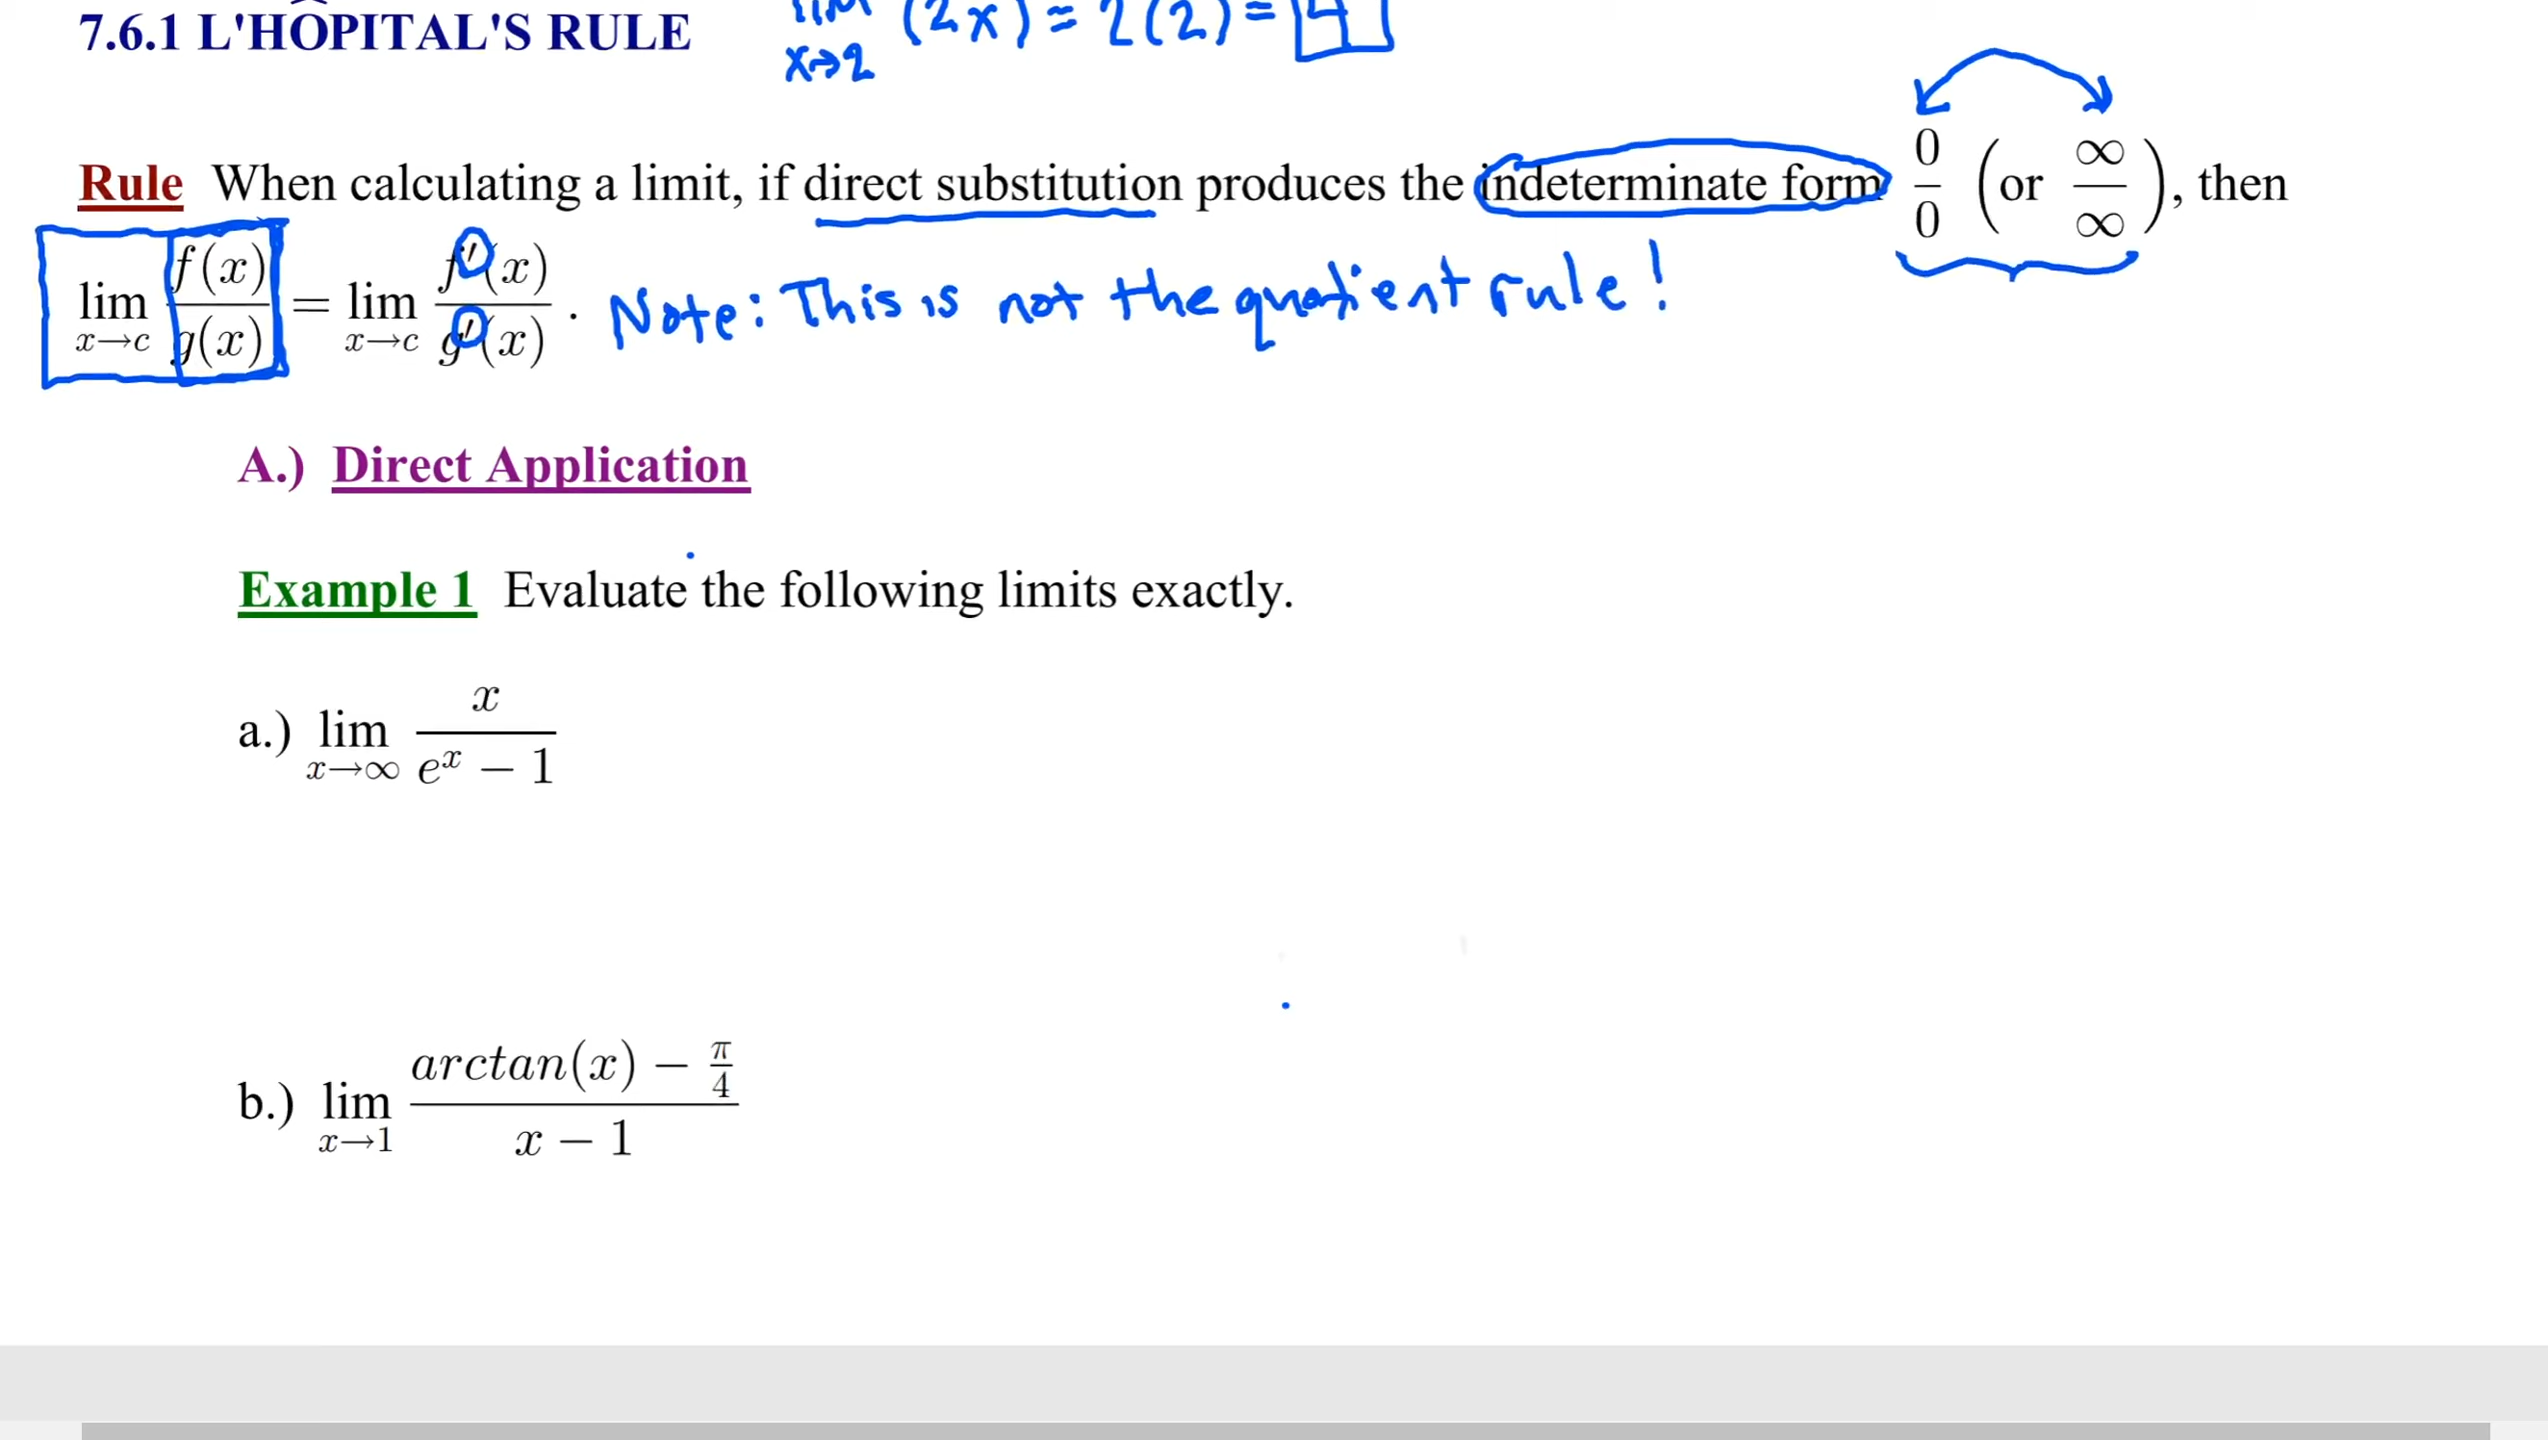 7.6.1 L'HÔPITAL'S RULE
lim x→2 (2x) = 2(2) = 4
Rule When calculating a limit, if direct substitution produces the indeterminate form 0/0 (or ∞/∞), then
lim x→c f(x)/g(x) = lim x→c f'(x)/g'(x). Note: This is not the quotient rule!
A.) Direct Application
Example 1 Evaluate the following limits exactly.
a.) lim x→∞ x/(eˣ − 1)
b.) lim x→1 (arctan(x) − π/4)/(x − 1)